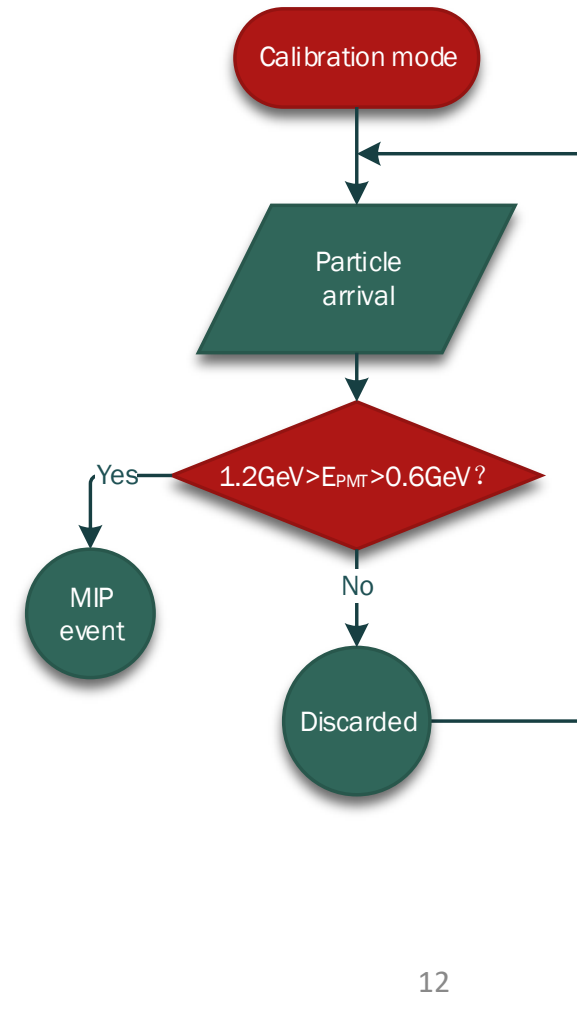 Calibration mode
Particle
arrival
1.2GeV>EPMT>0.6GeV?
Yes
MIP
event
No
Discarded
12